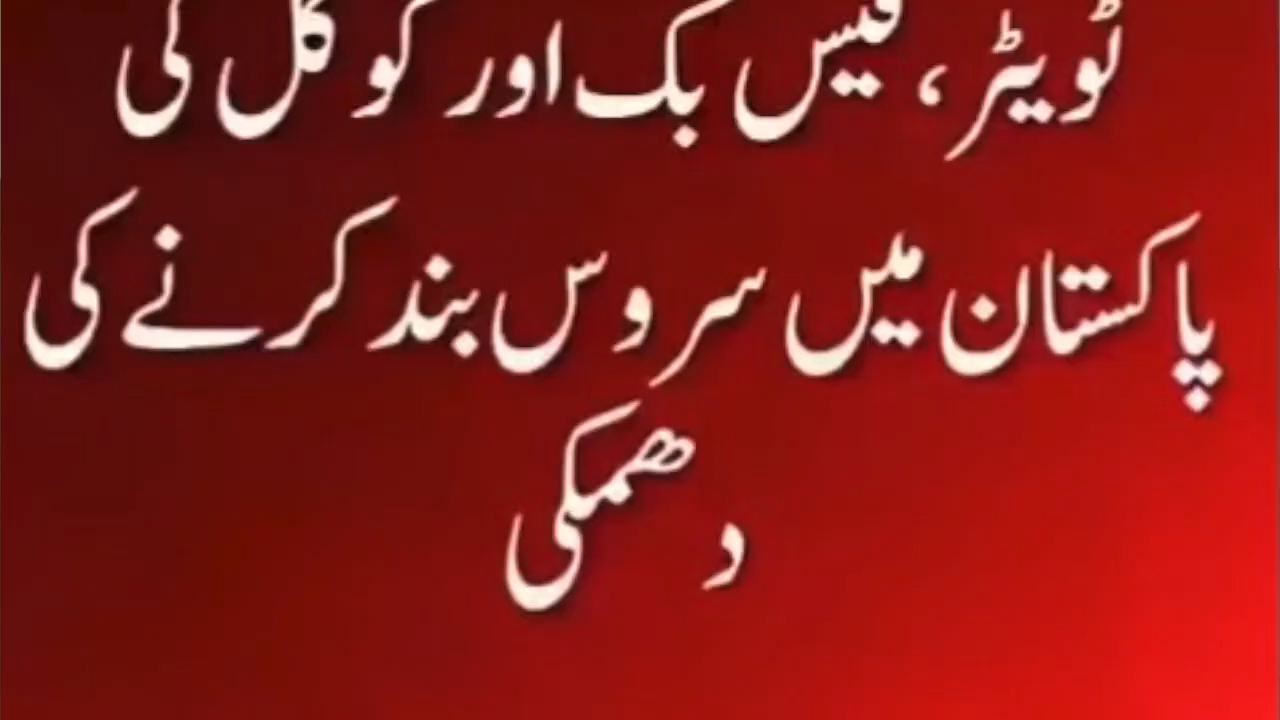 ٹویٹر، فیس بک اور گوگل کی
پاکستان میں سروس بند کرنے کی
دھمکی